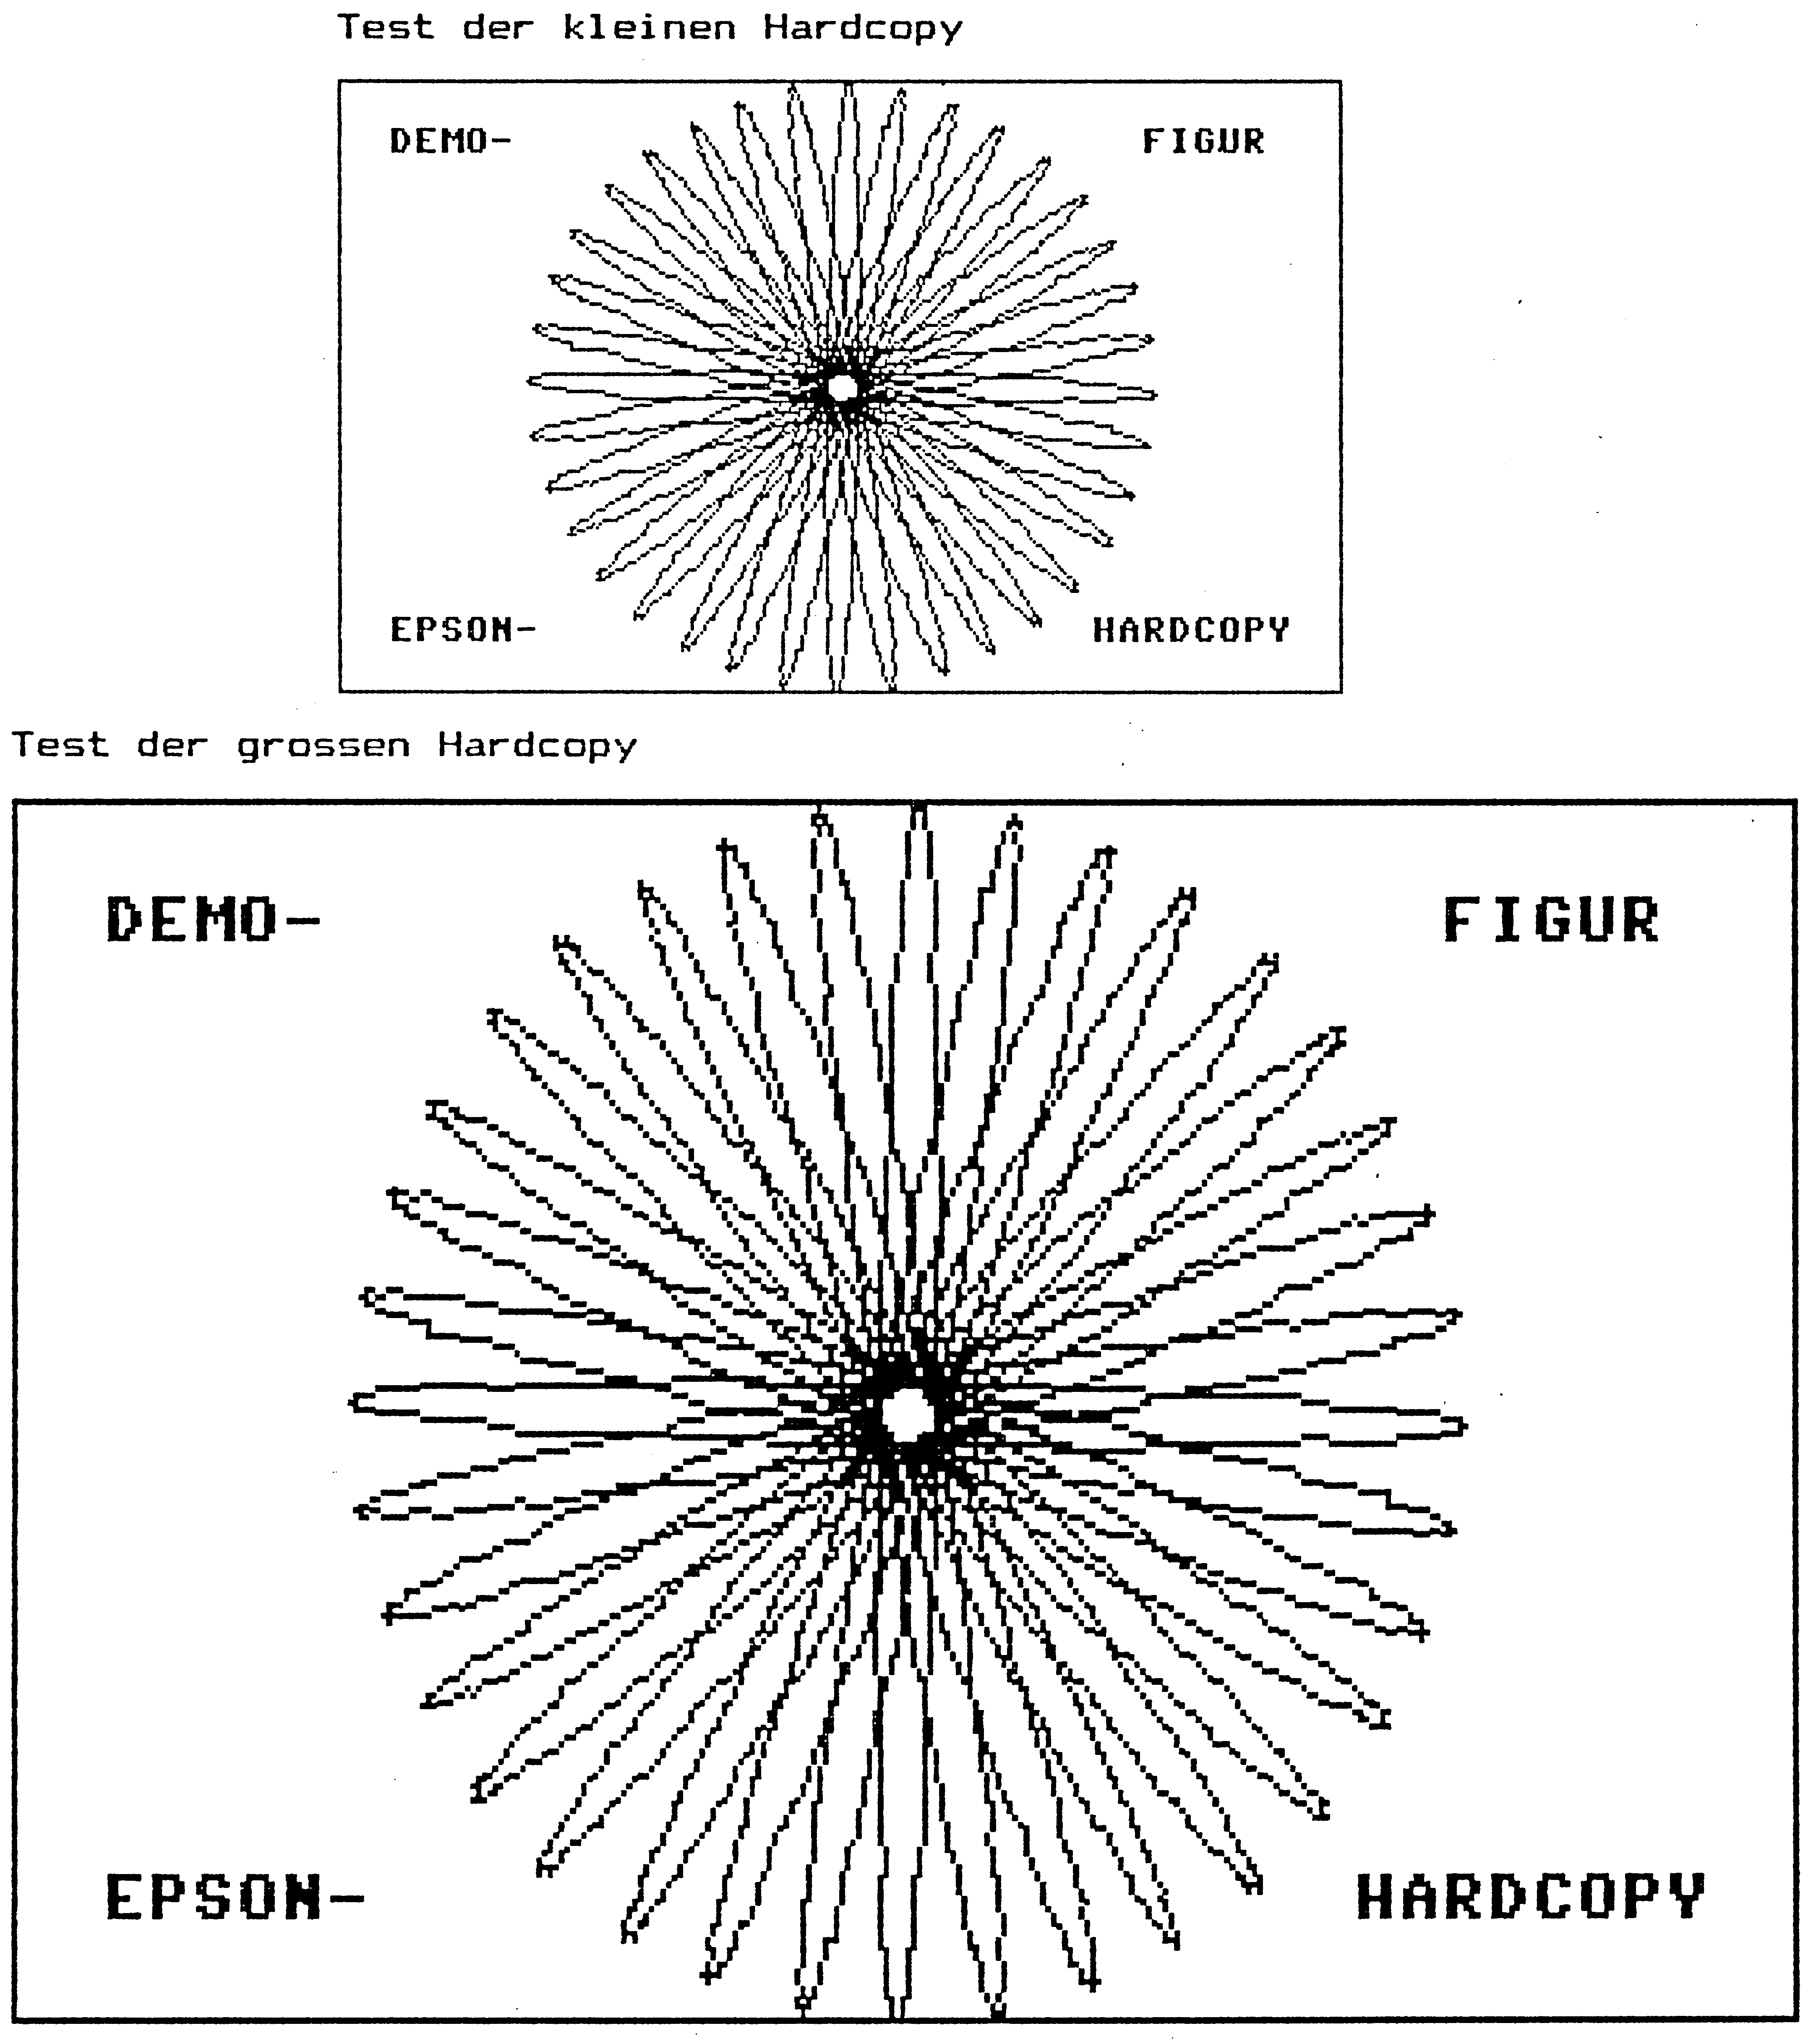 Test der kleinen Hardcopy
DEMO- FIGUR
EPSON- HARDCOPY
Test der grossen Hardcopy
DEMO- FIGUR
EPSON- HARDCOPY